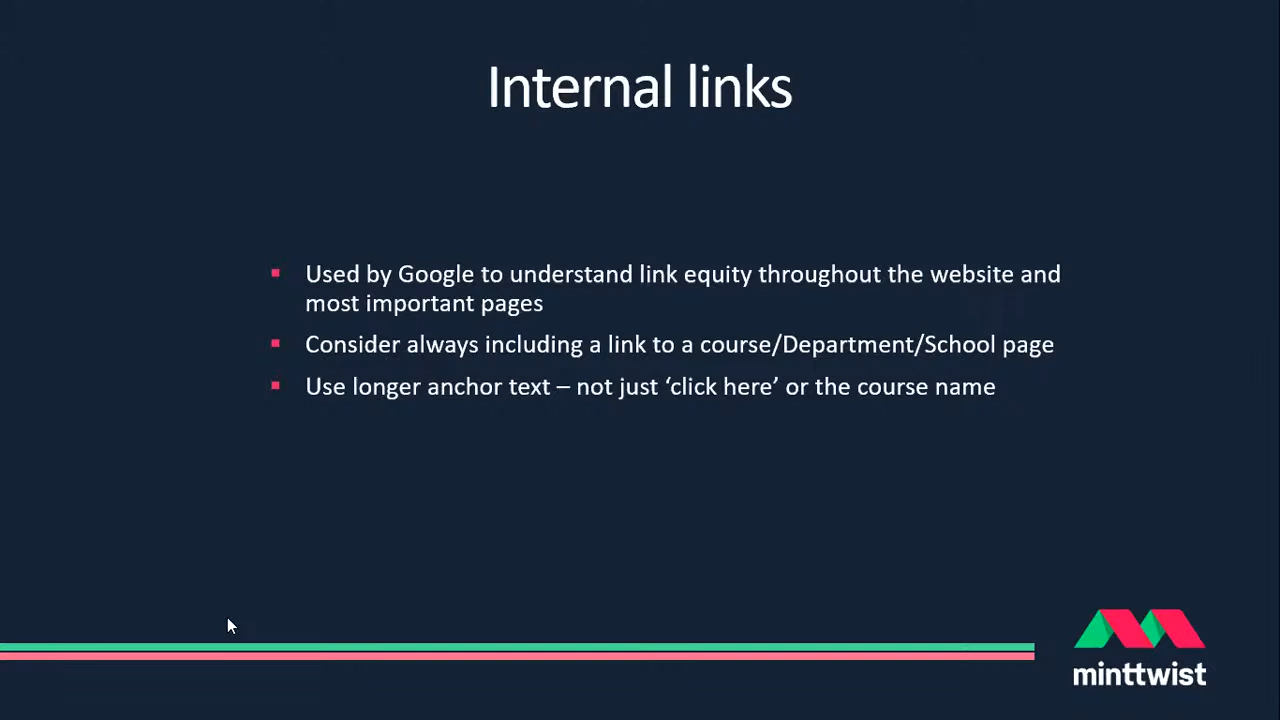 Internal links
Used by Google to understand link equity throughout the website and
most important pages
Consider always including a link to a course/Department/School page
Use longer anchor text – not just ‘click here’ or the course name
minttwist